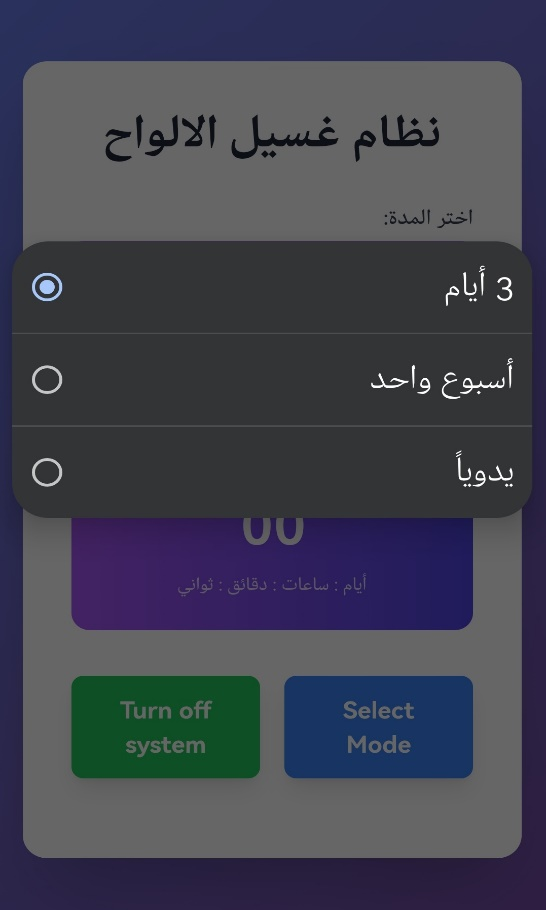 نظام غسيل الالواح
اختر المدة:
3 أيام
أسبوع واحد
يدوياً
00
أيام : ساعات : دقائق : ثواني
Turn off
system
Select
Mode